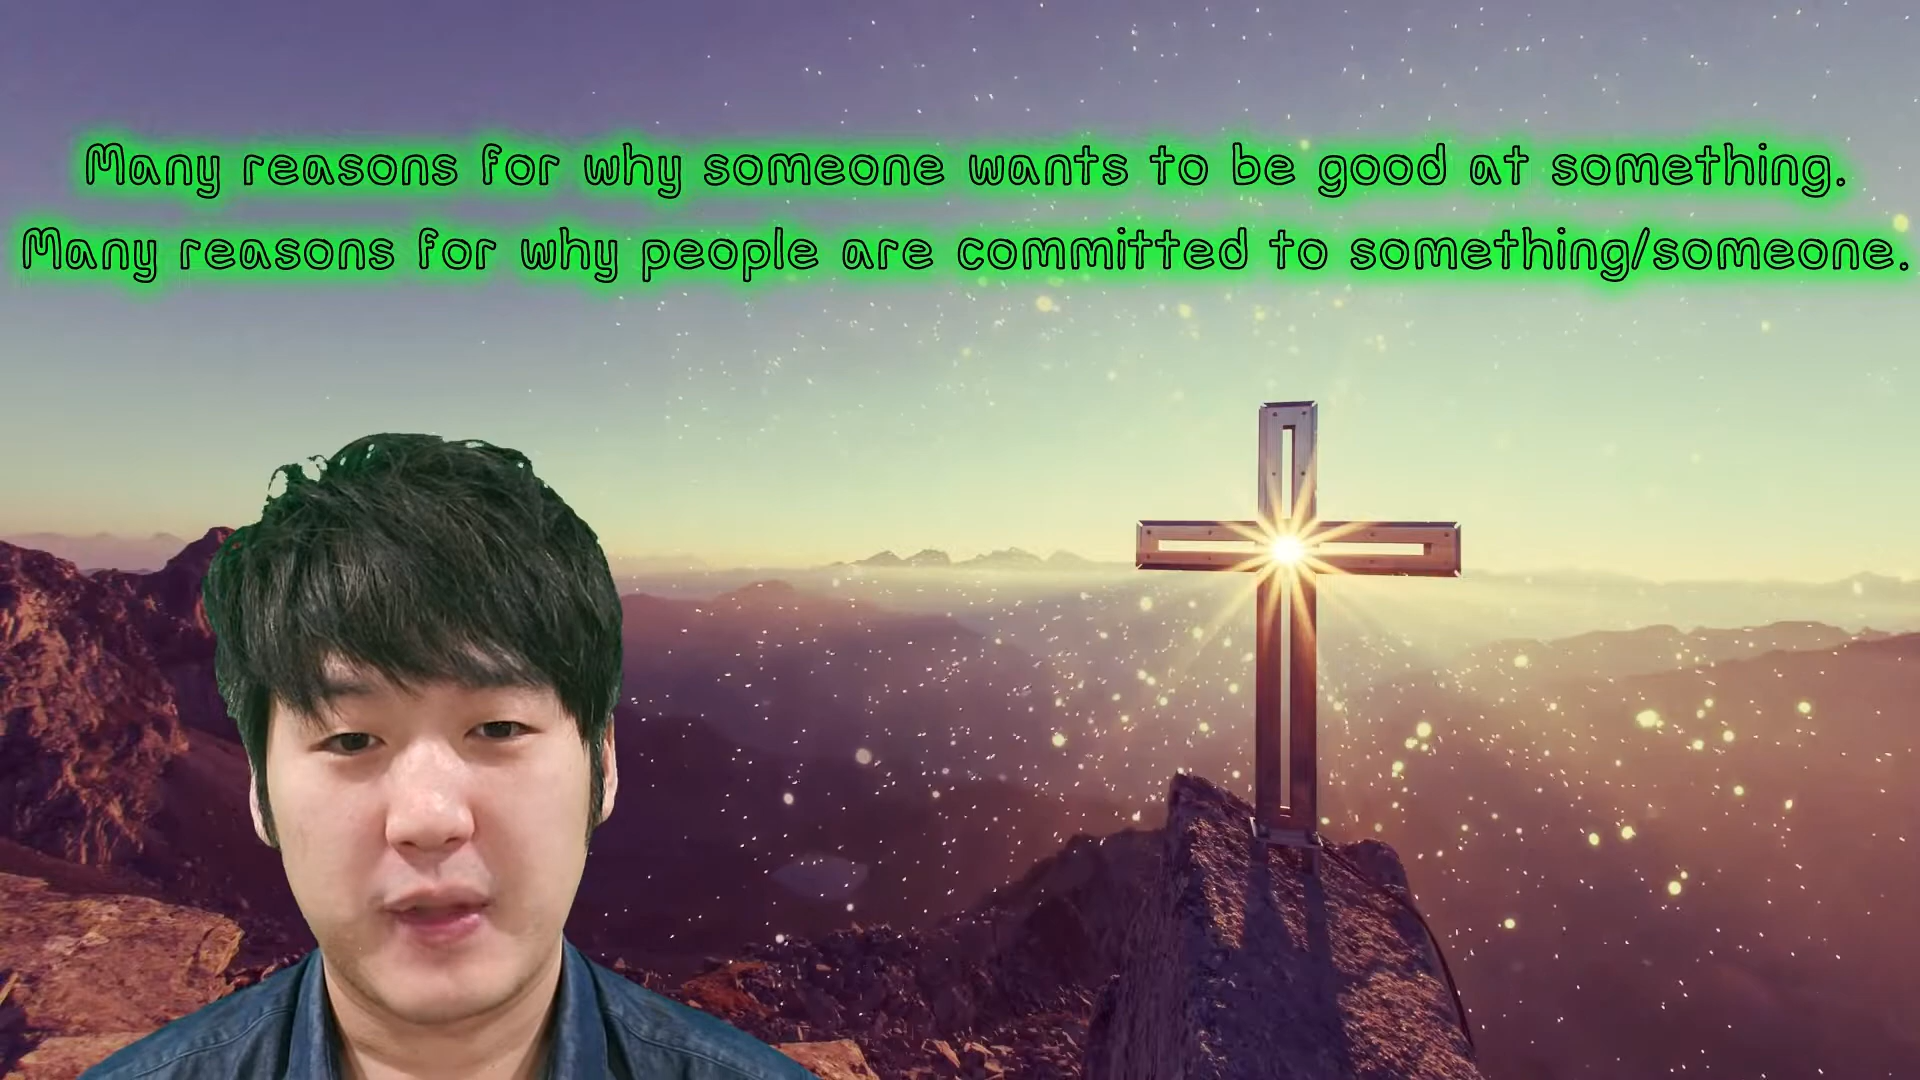 Many reasons for why someone wants to be good at something.
Many reasons for why people are committed to something/someone.